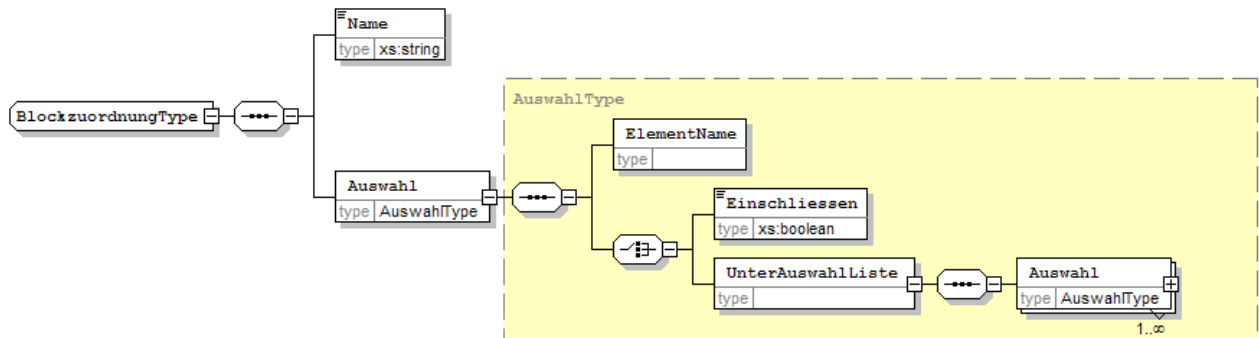 Name
type xs:string
BlockzuordnungType
AuswahlType
ElementName
type
Auswahl
type AuswahlType
Einschliessen
type xs:boolean
UnterAuswahlListe
type
Auswahl
type AuswahlType
1..∞